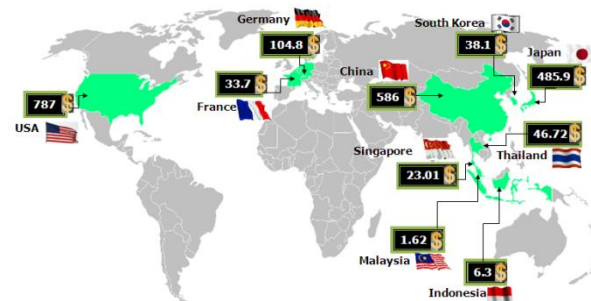 Germany
104.8 $
South Korea
38.1 $
Japan
485.9 $
China
586 $
33.7 $
France
787 $
USA
46.72 $
Thailand
Singapore
23.01 $
1.62 $
Malaysia
6.3 $
Indonesia